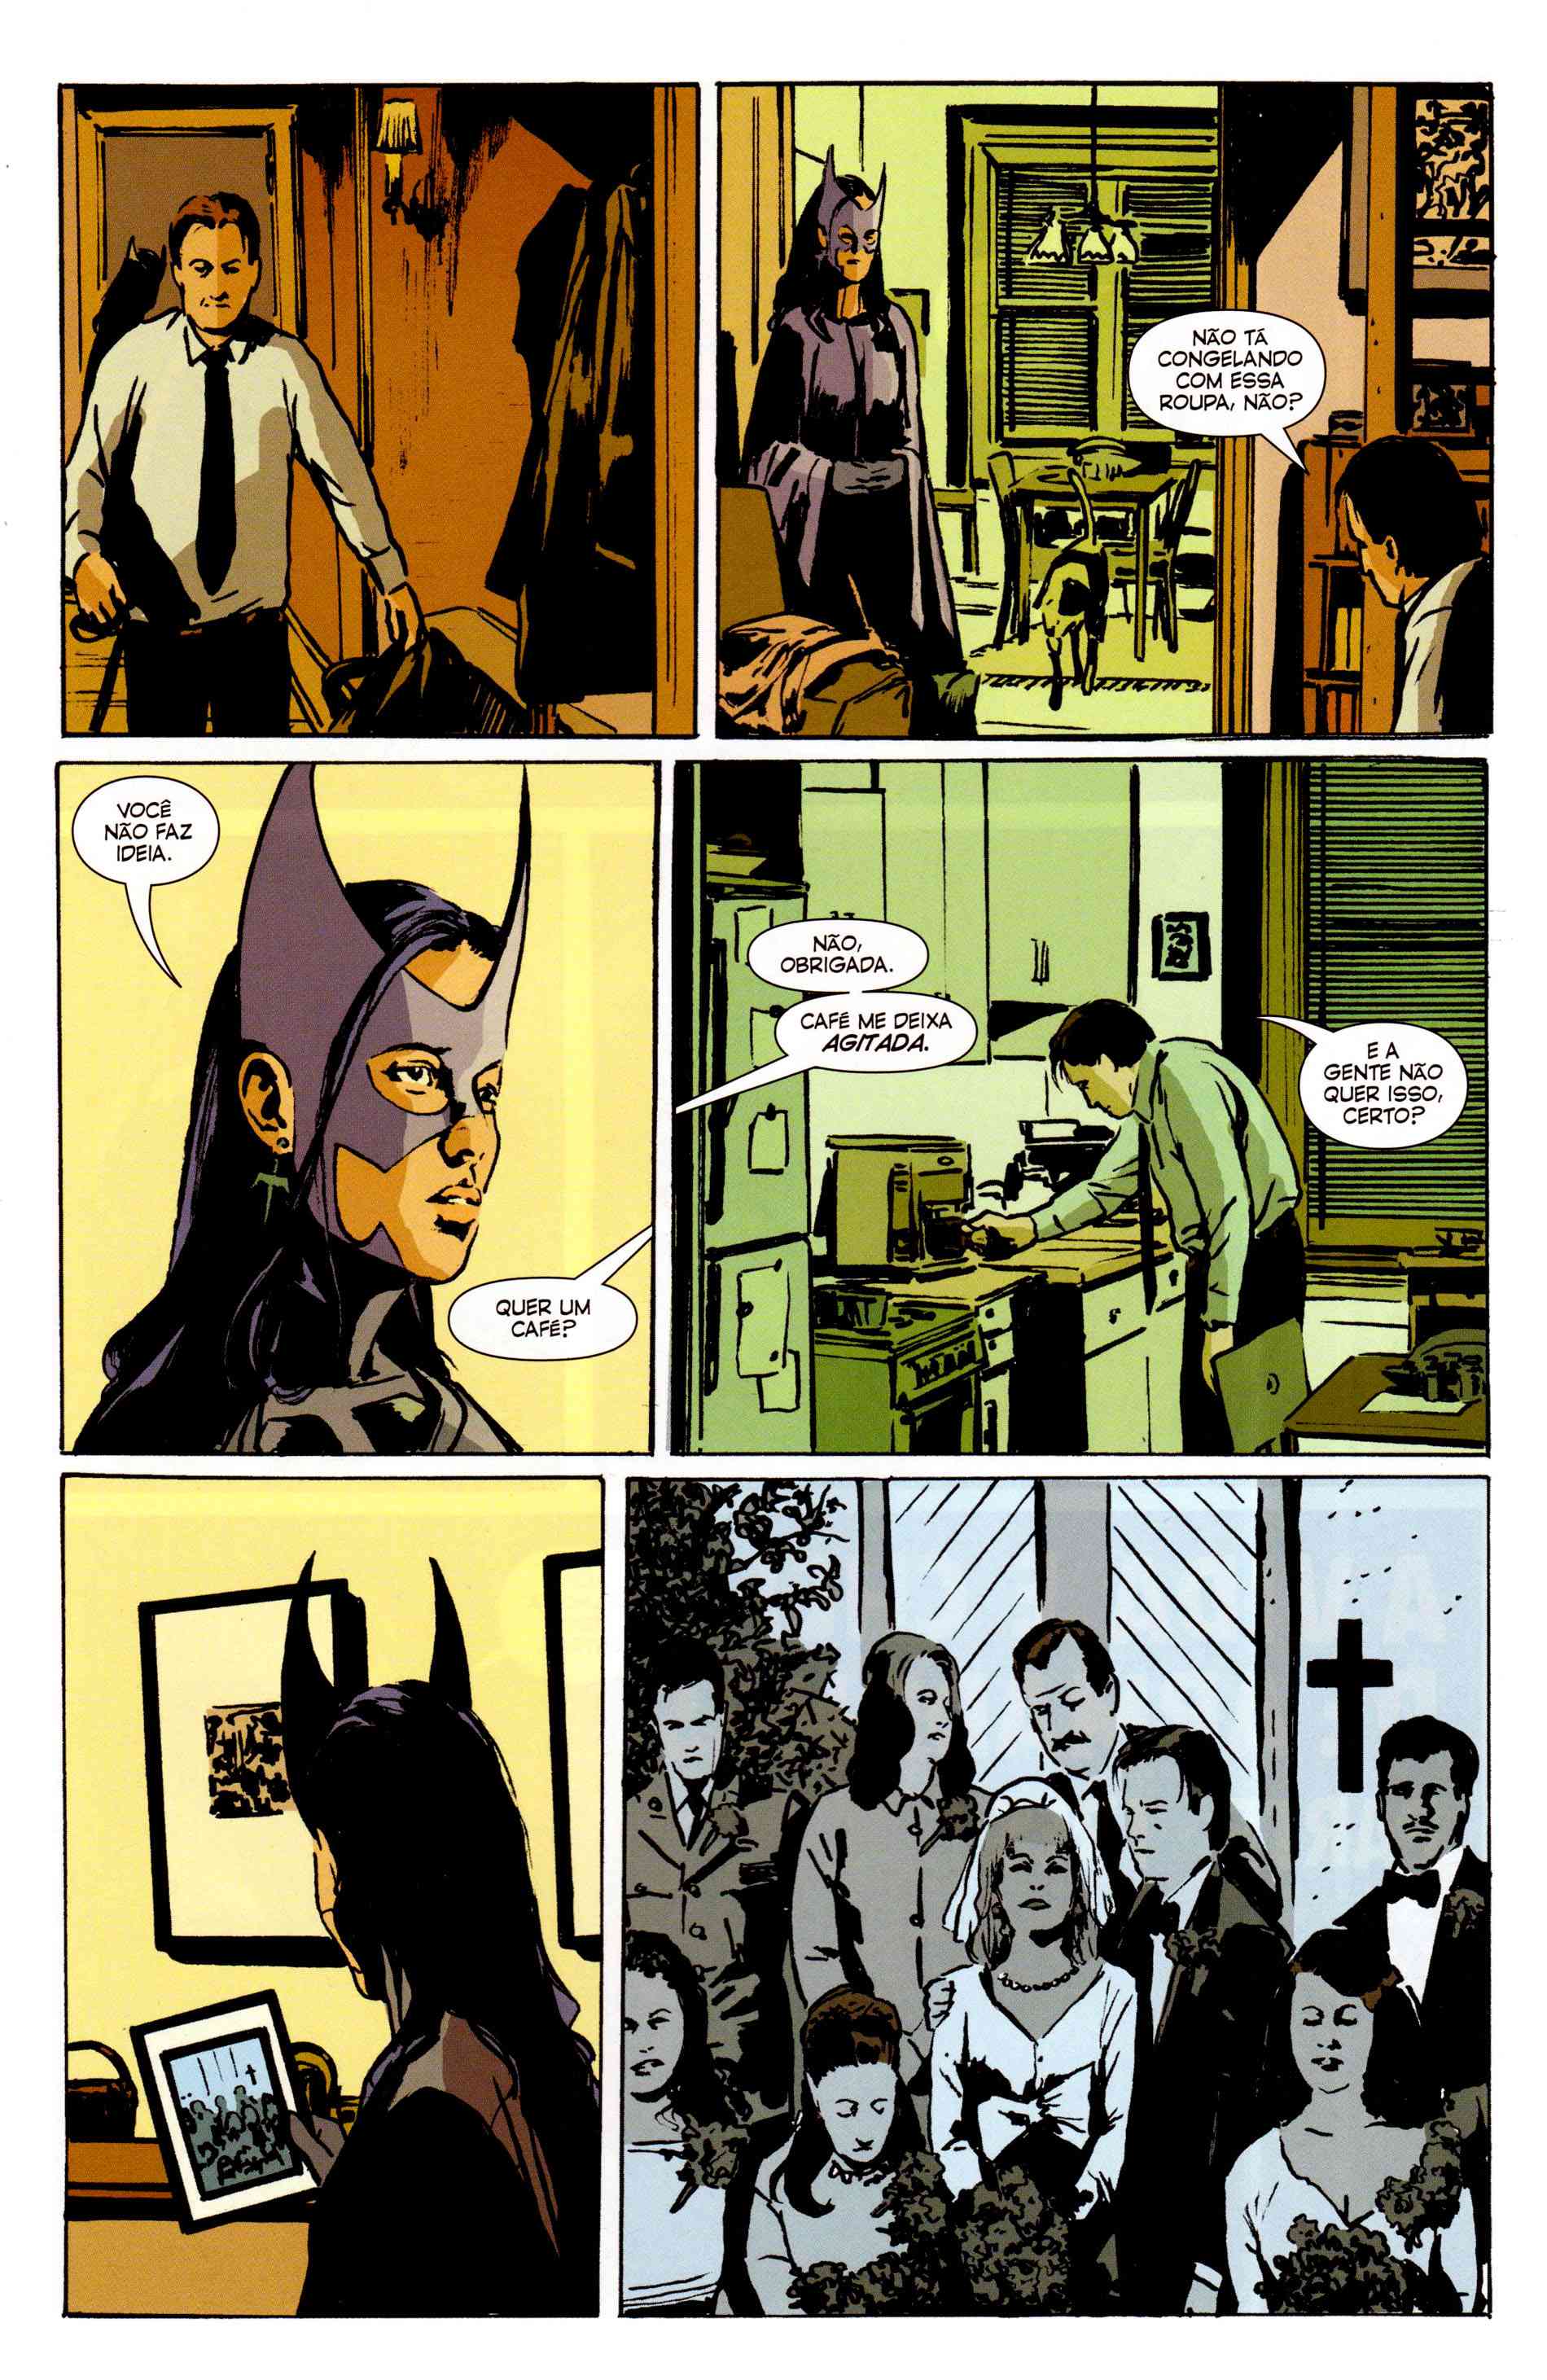 NÃO TÁ
CONGELANDO
COM ESSA
ROUPA, NÃO?
VOCÊ
NÃO FAZ
IDEIA.
QUER UM
CAFÉ?
NÃO,
OBRIGADA.
CAFÉ ME DEIXA
AGITADA.
E A
GENTE NÃO
QUER ISSO,
CERTO?